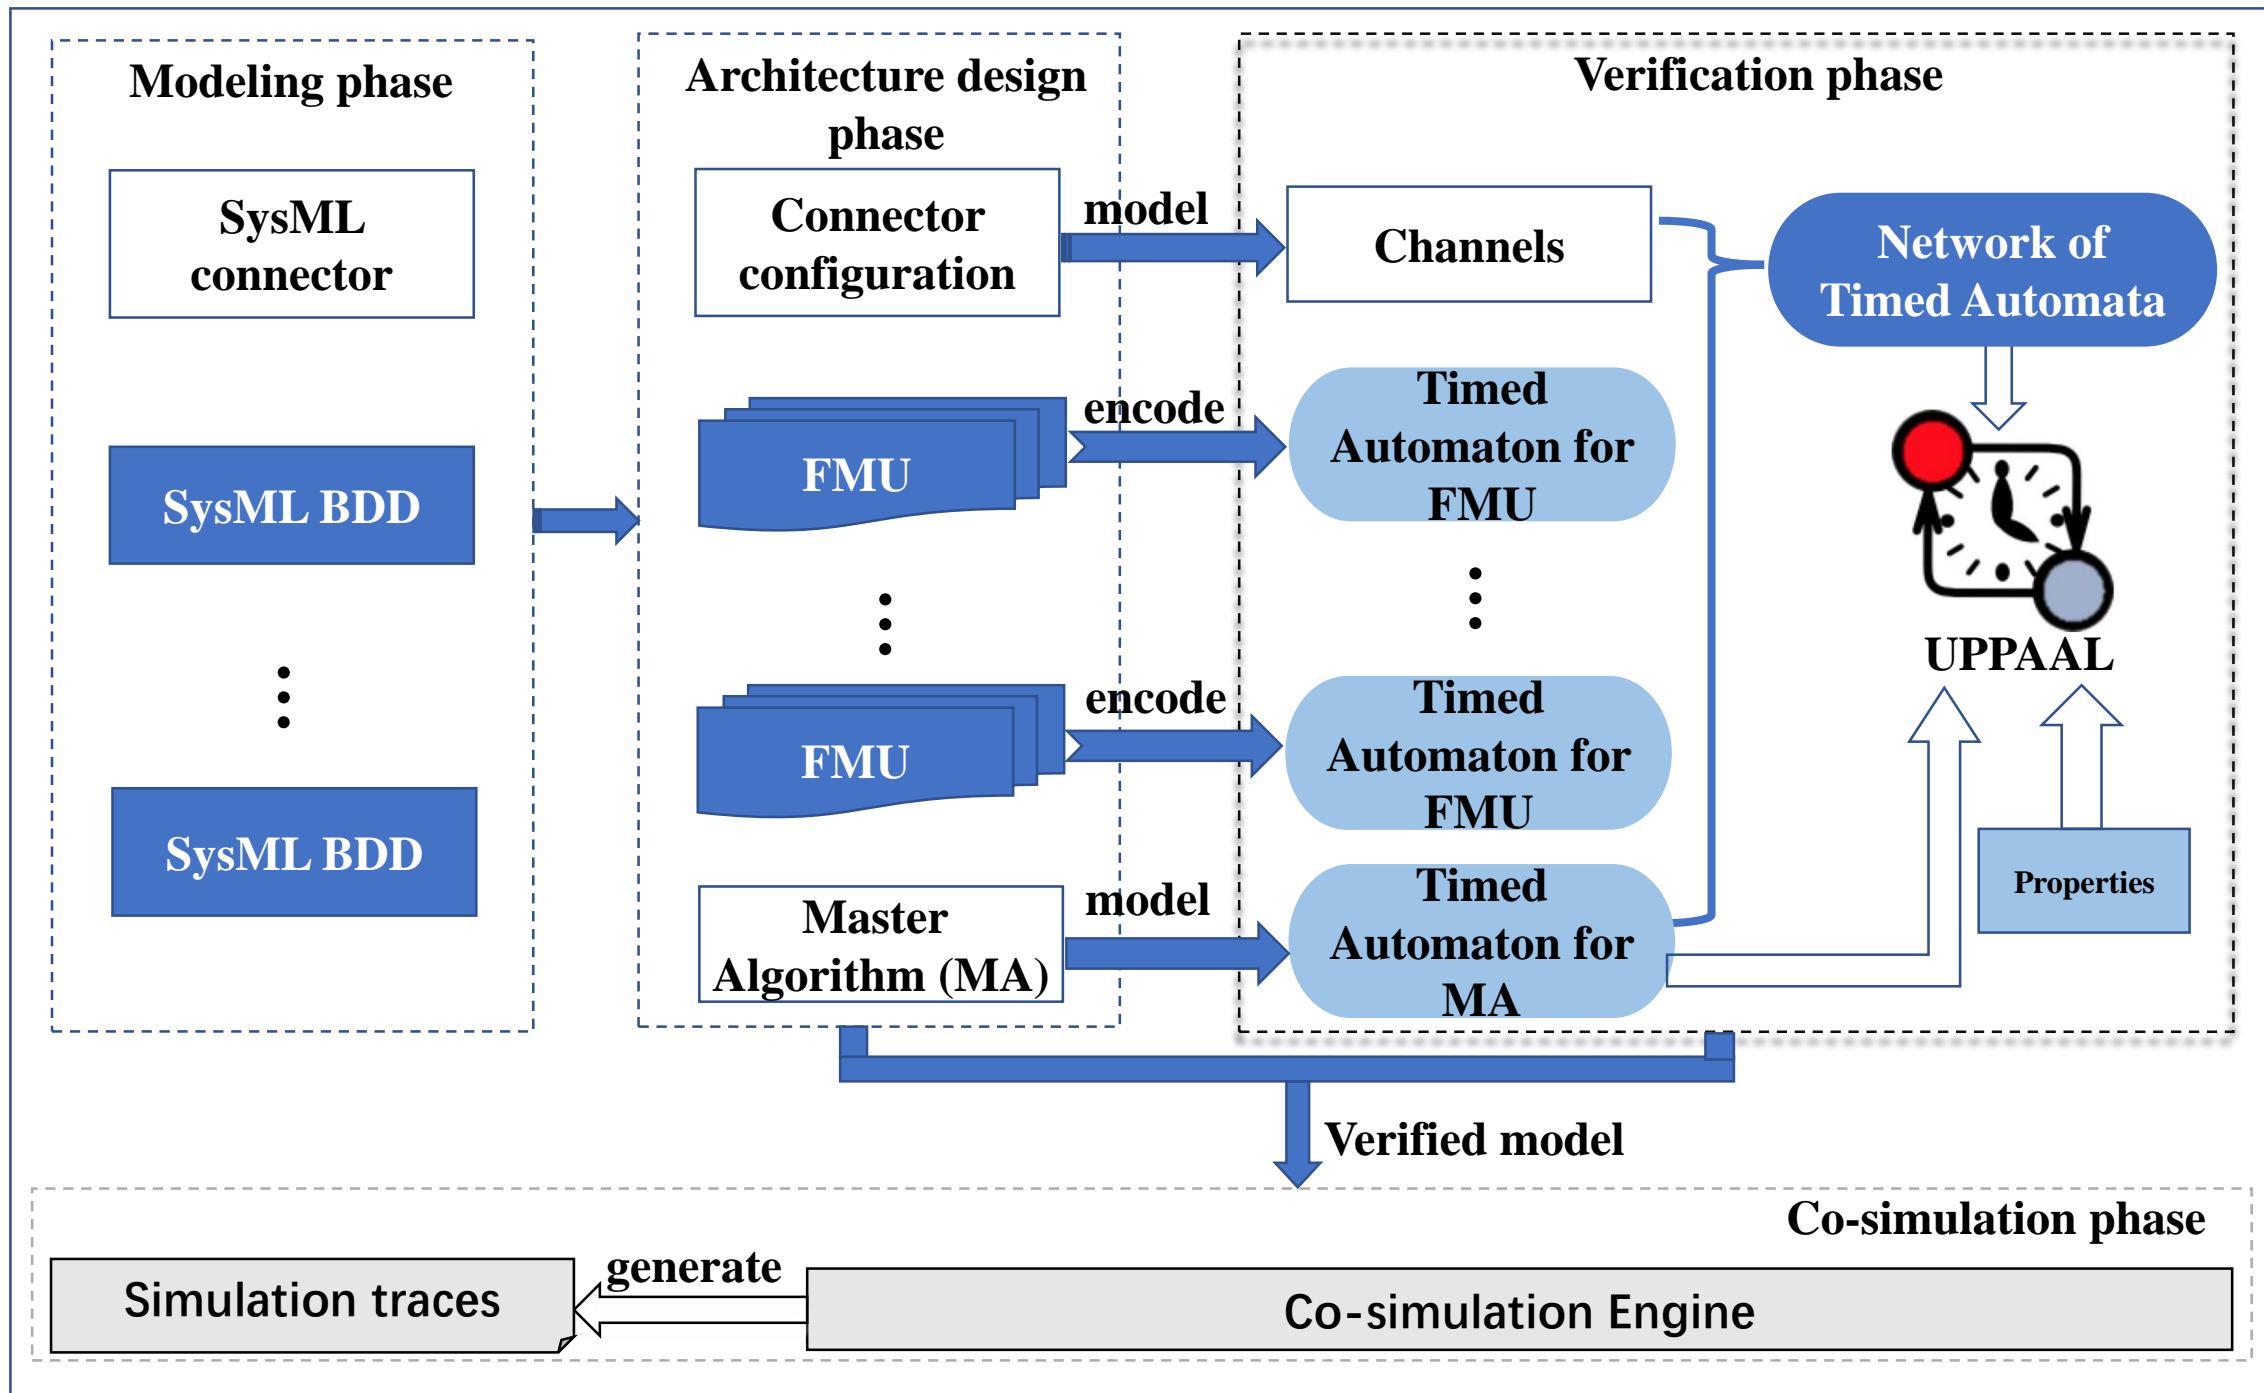 Modeling phase
SysML
connector
SysML BDD
SysML BDD
Architecture design
phase
Connector
configuration
FMU
FMU
Master
Algorithm (MA)
model
encode
encode
model
Verification phase
Channels
Timed
Automaton for
FMU
Timed
Automaton for
FMU
Timed
Automaton for
MA
Network of
Timed Automata
UPPAAL
Properties
Verified model
Co-simulation phase
Simulation traces
generate
Co-simulation Engine